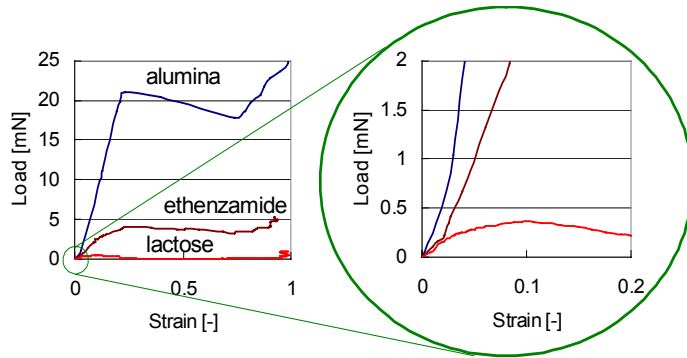 Load [mN]
25
20
15
10
5
0
alumina
ethenzamide
lactose
0
0.5
1
Strain [-]
Load [mN]
2
1.5
1
0.5
0
0
0.1
0.2
Strain [-]